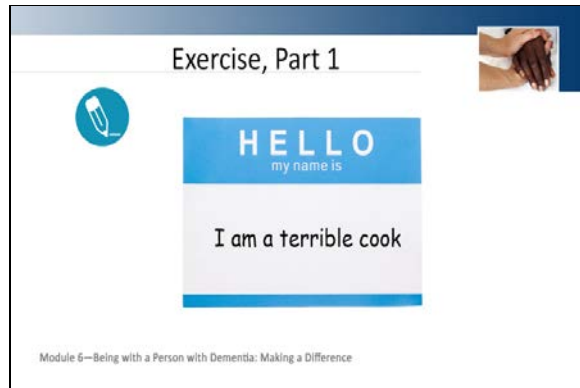 Exercise, Part 1
HELLO
my name is
I am a terrible cook
Module 6—Being with a Person with Dementia: Making a Difference